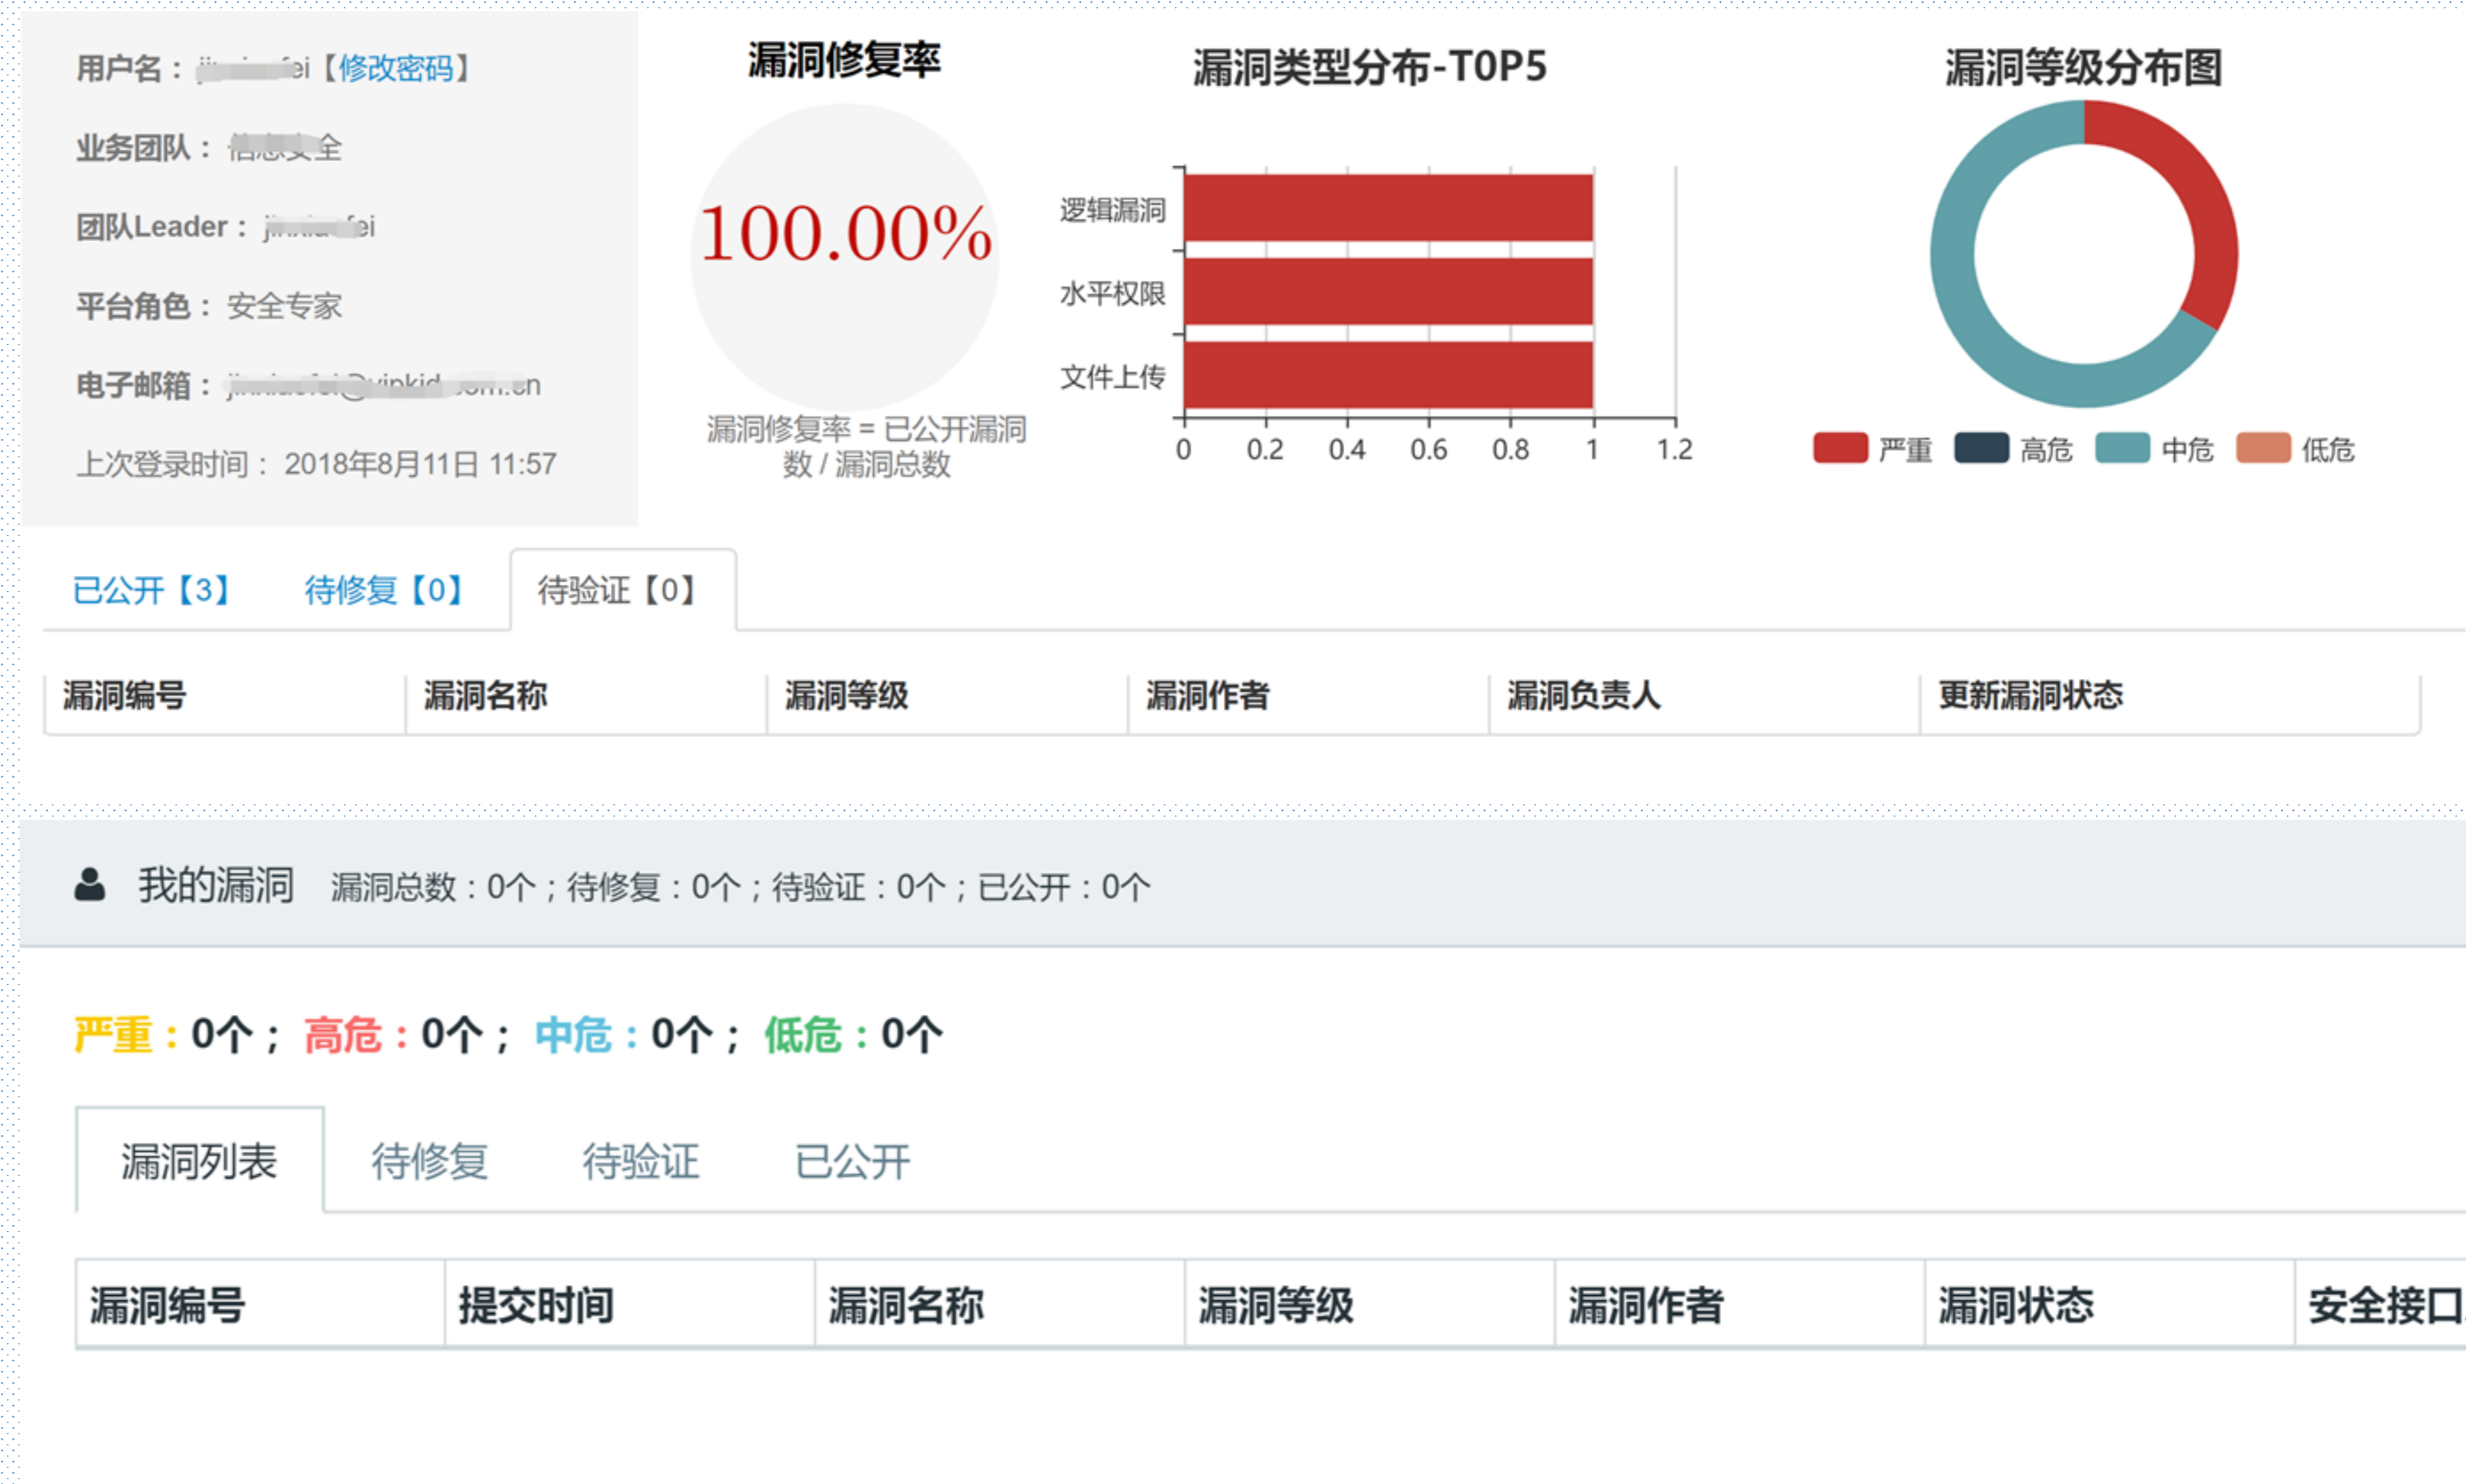 用户名：【修改密码】
业务团队：
团队Leader：
平台角色： 安全专家
电子邮箱：
上次登录时间： 2018年8月11日 11:57
漏洞修复率
100.00%
漏洞修复率 = 已公开漏洞
数 / 漏洞总数
漏洞类型分布-TOP5
逻辑漏洞
水平权限
文件上传
0 0.2 0.4 0.6 0.8 1 1.2
漏洞等级分布图
严重 高危 中危 低危
已公开【3】 待修复【0】 待验证【0】
漏洞编号 漏洞名称 漏洞等级 漏洞作者 漏洞负责人 更新漏洞状态
我的漏洞 漏洞总数：0个；待修复：0个；待验证：0个；已公开：0个
严重：0个； 高危：0个； 中危：0个； 低危：0个
漏洞列表 待修复 待验证 已公开
漏洞编号 提交时间 漏洞名称 漏洞等级 漏洞作者 漏洞状态 安全接口